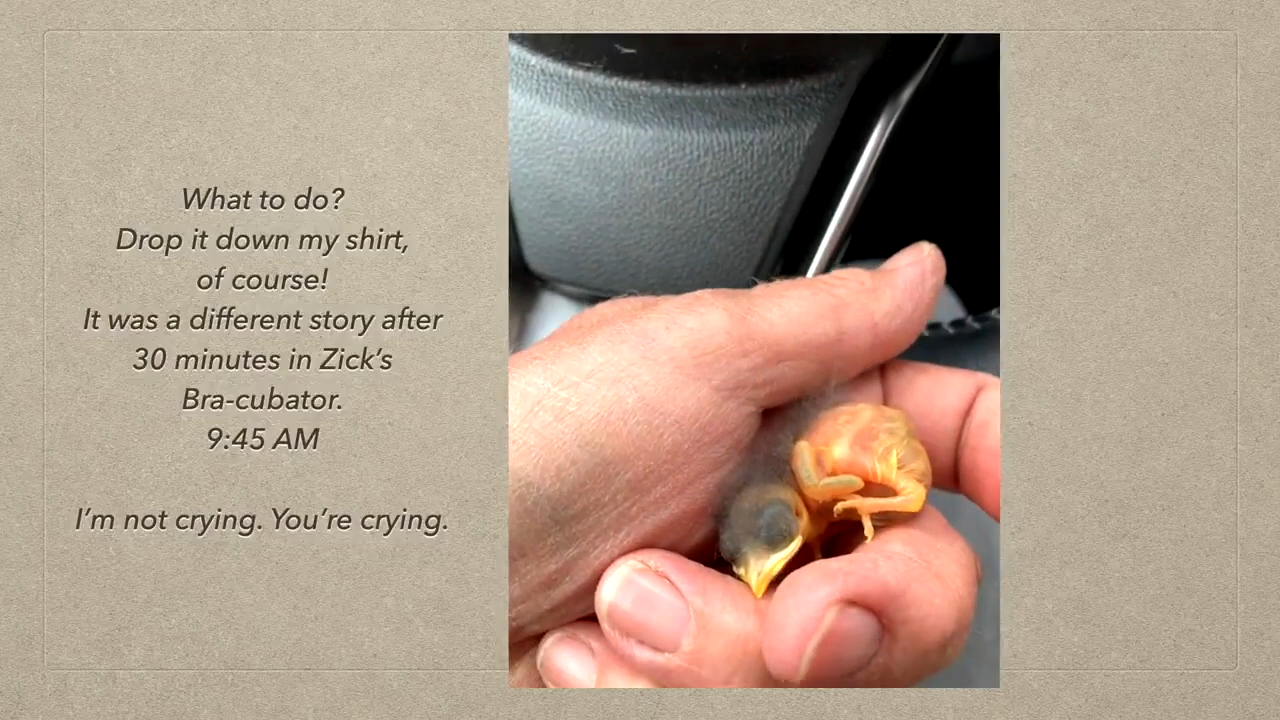 What to do?
Drop it down my shirt,
of course!
It was a different story after
30 minutes in Zick’s
Bra-cubator.
9:45 AM
I’m not crying. You’re crying.